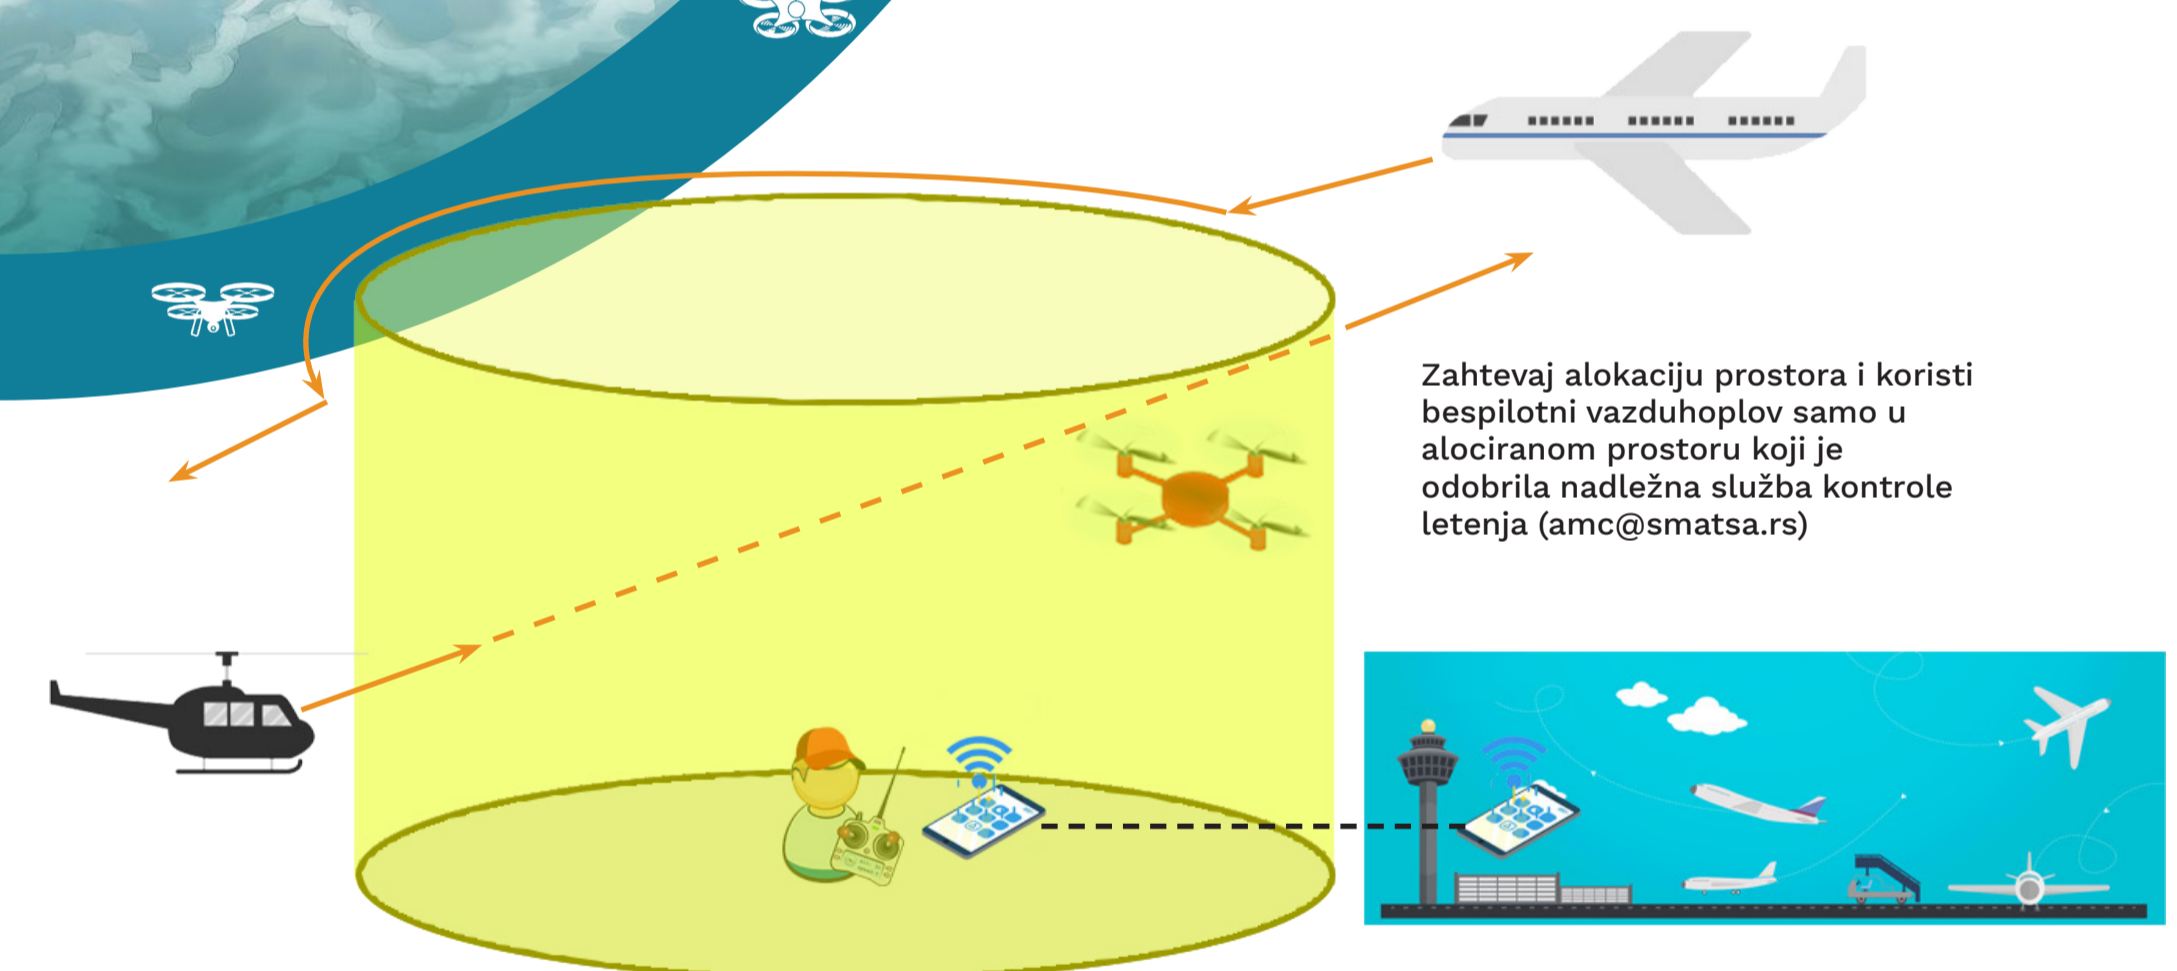 Zahtevaj alokaciju prostora i koristi
bespilotni vazduhoplov samo u
alociranom prostoru koji je
odobrila nadležna služba kontrole
letenja (amc@smatsa.rs)